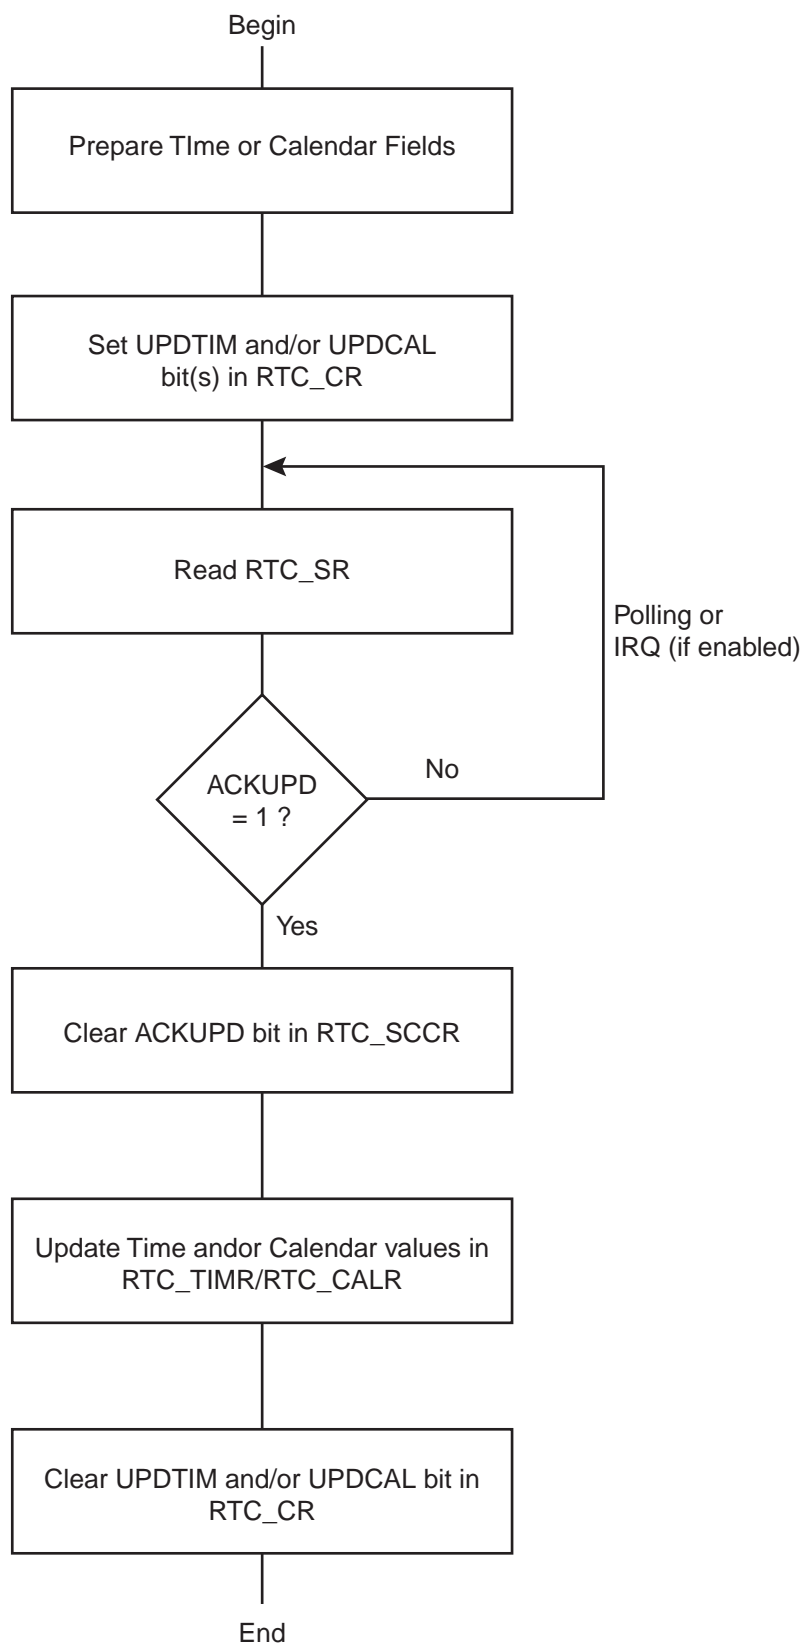 Begin
Prepare TIme or Calendar Fields
Set UPDTIM and/or UPDCAL
bit(s) in RTC_CR
Read RTC_SR
Polling or
IRQ (if enabled)
ACKUPD
= 1 ?
No
Yes
Clear ACKUPD bit in RTC_SCCR
Update Time andor Calendar values in
RTC_TIMR/RTC_CALR
Clear UPDTIM and/or UPDCAL bit in
RTC_CR
End